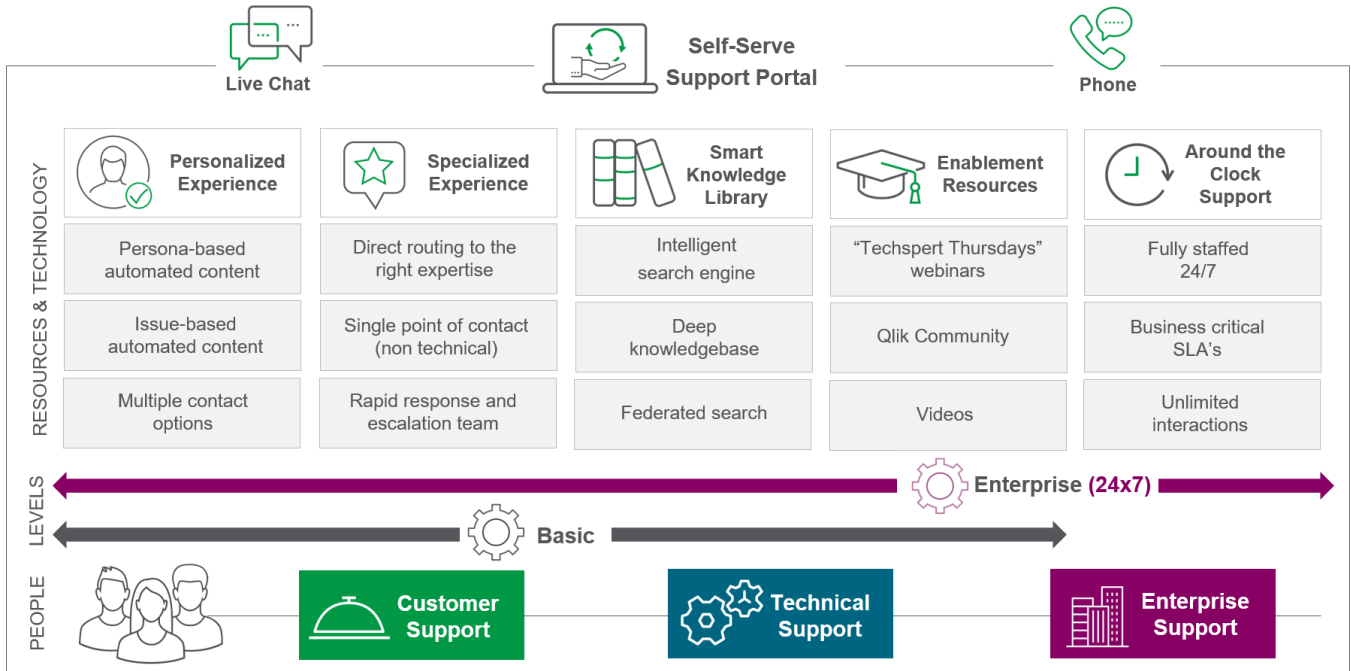 Live Chat
Self-Serve
Support Portal
Phone
RESOURCES & TECHNOLOGY
Personalized
Experience
Persona-based
automated content
Issue-based
automated content
Multiple contact
options
Specialized
Experience
Direct routing to the
right expertise
Single point of contact
(non technical)
Rapid response and
escalation team
Smart
Knowledge
Library
Intelligent
search engine
Deep
knowledgebase
Federated search
Enablement
Resources
“Techspert Thursdays”
webinars
Qlik Community
Videos
Around the
Clock
Support
Fully staffed
24/7
Business critical
SLA’s
Unlimited
interactions
LEVELS
Enterprise (24x7)
Basic
PEOPLE
Customer
Support
Technical
Support
Enterprise
Support